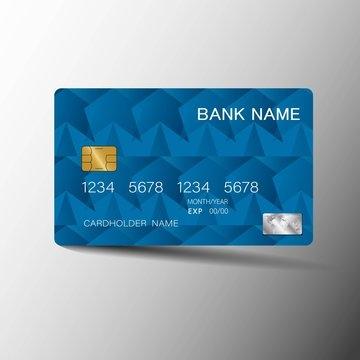 BANK NAME
1234 5678 1234 5678
MONTH/YEAR
EXP 00/00
CARDHOLDER NAME